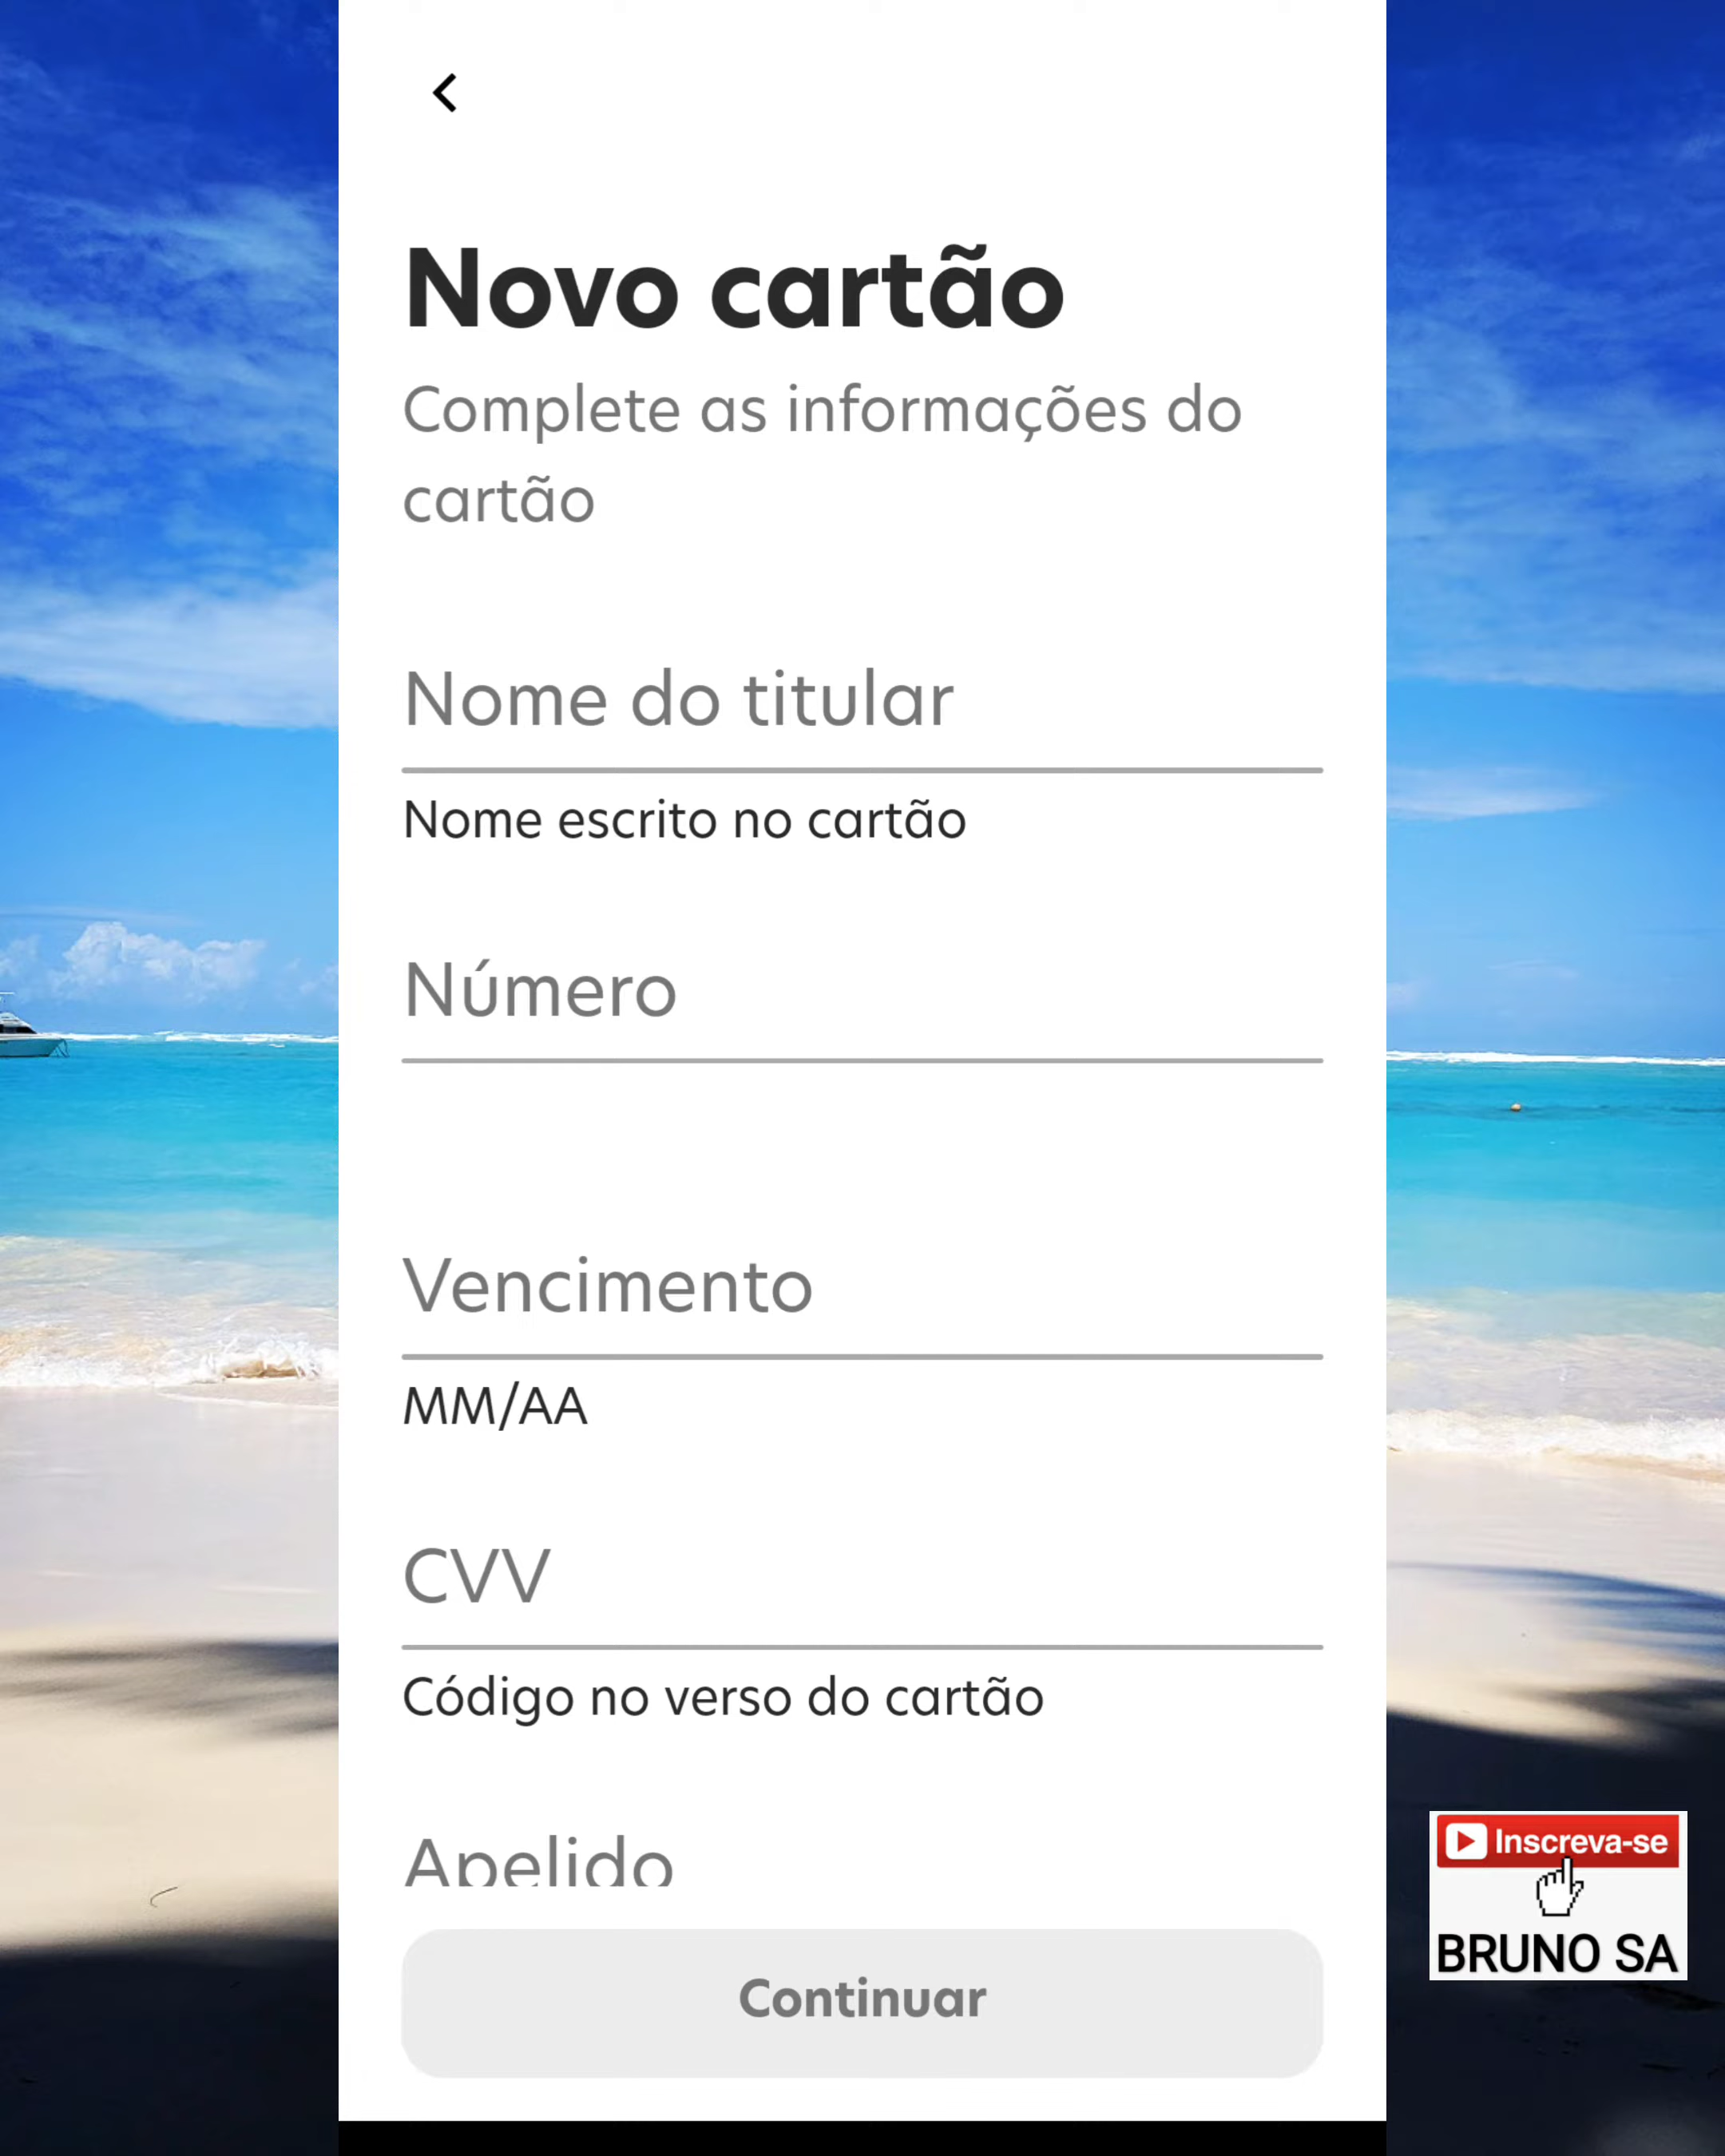 Novo cartão
Complete as informações do
cartão
Nome do titular
Nome escrito no cartão
Número
Vencimento
MM/AA
CVV
Código no verso do cartão
Apelido
Continuar
Inscreva-se
BRUNO SA